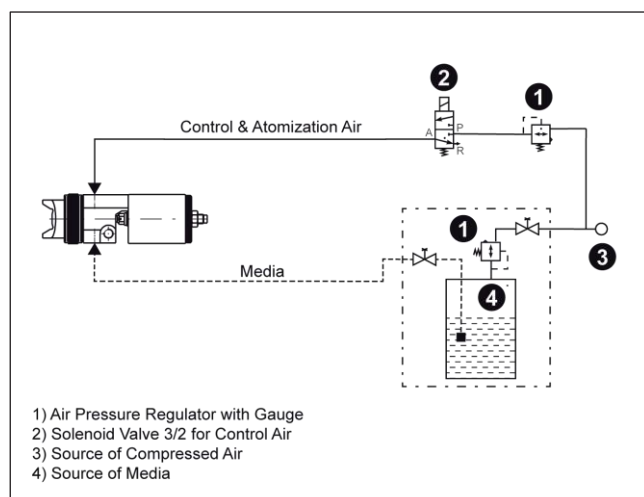 2
1
Control & Atomization Air
A
P
R
1
3
Media
4
1) Air Pressure Regulator with Gauge
2) Solenoid Valve 3/2 for Control Air
3) Source of Compressed Air
4) Source of Media